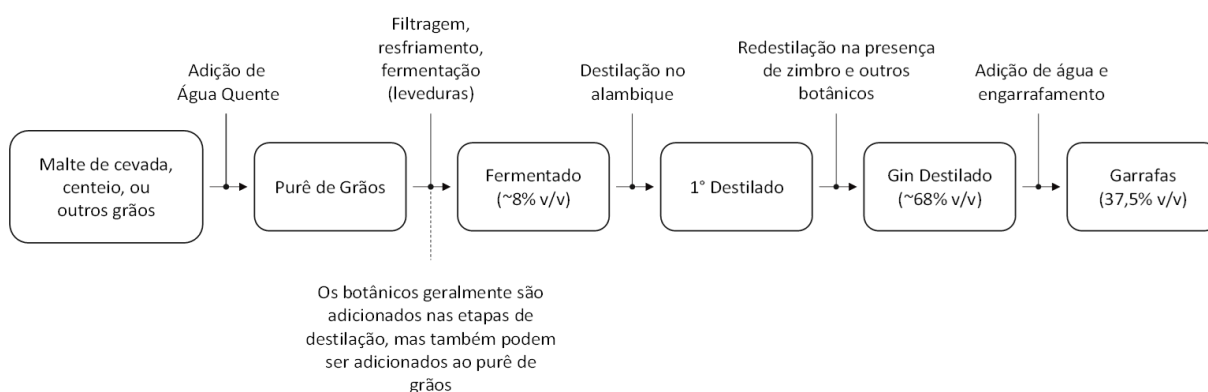 Adição de
Água Quente
Filtragem,
resfriamento,
fermentação
(leveduras)
Destilação no
alambique
Redestilação na presença
de zimbro e outros
botânicos
Adição de água e
engarrafamento
Malte de cevada,
centeio, ou
outros grãos
Purê de Grãos
Fermentado
(~8% v/v)
1° Destilado
Gin Destilado
(~68% v/v)
Garrafas
(37,5% v/v)
Os botânicos geralmente são
adicionados nas etapas de
destilação, mas também podem
ser adicionados ao purê de
grãos